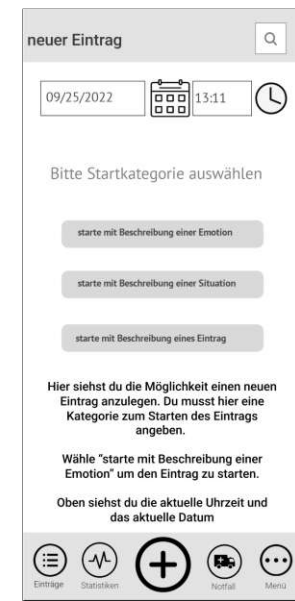 neuer Eintrag
09/25/2022
13:11
Bitte Startkategorie auswählen
starte mit Beschreibung einer Emotion
starte mit Beschreibung einer Situation
starte mit Beschreibung eines Eintrag
Hier siehst du die Möglichkeit einen neuen
Eintrag anzulegen. Du musst hier eine
Kategorie zum Starten des Eintrags
angeben.
Wähle "starte mit Beschreibung einer
Emotion" um den Eintrag zu starten.
Oben siehst du die aktuelle Uhrzeit und
das aktuelle Datum
Einträge Statistiken Notfall Menü